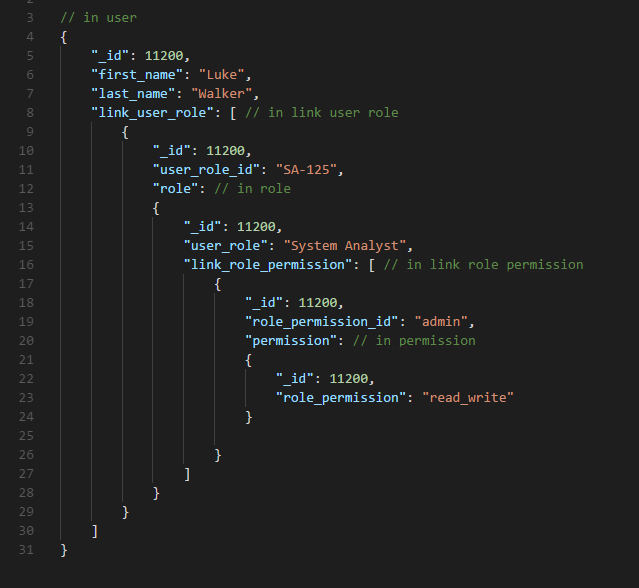 3 // in user
4 {
5 "_id": 11200,
6 "first_name": "Luke",
7 "last_name": "Walker",
8 "link_user_role": [ // in link user role
9 {
10 "_id": 11200,
11 "user_role_id": "SA-125",
12 "role": // in role
13 {
14 "_id": 11200,
15 "user_role": "System Analyst",
16 "link_role_permission": [ // in link role permission
17 {
18 "_id": 11200,
19 "role_permission_id": "admin",
20 "permission": // in permission
21 {
22 "_id": 11200,
23 "role_permission": "read_write"
24 }
25
26 }
27 ]
28 }
29 }
30 ]
31 }